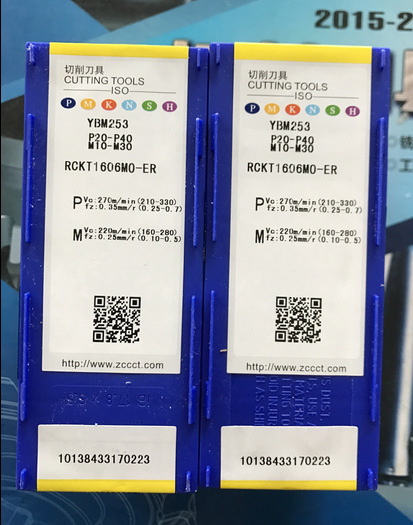 2015-2
切削刀具
CUTTING TOOLS
ISO
P M K N S H
YBM253
P20-P40
M10-M30
RCKT1606MO-ER
P Vc:270m/min(210-330)
fz:0.35mm/r(0.25-0.7)
M Vc:220m/min(160-280)
fz:0.25mm/r(0.10-0.5)
http://www.zccct.com
10138433170223
切削刀具
CUTTING TOOLS
ISO
P M K N S H
YBM253
P20-P40
M10-M30
RCKT1606MO-ER
P Vc:270m/min(210-330)
fz:0.35mm/r(0.25-0.7)
M Vc:220m/min(160-280)
fz:0.25mm/r(0.10-0.5)
http://www.zccct.com
10138433170223